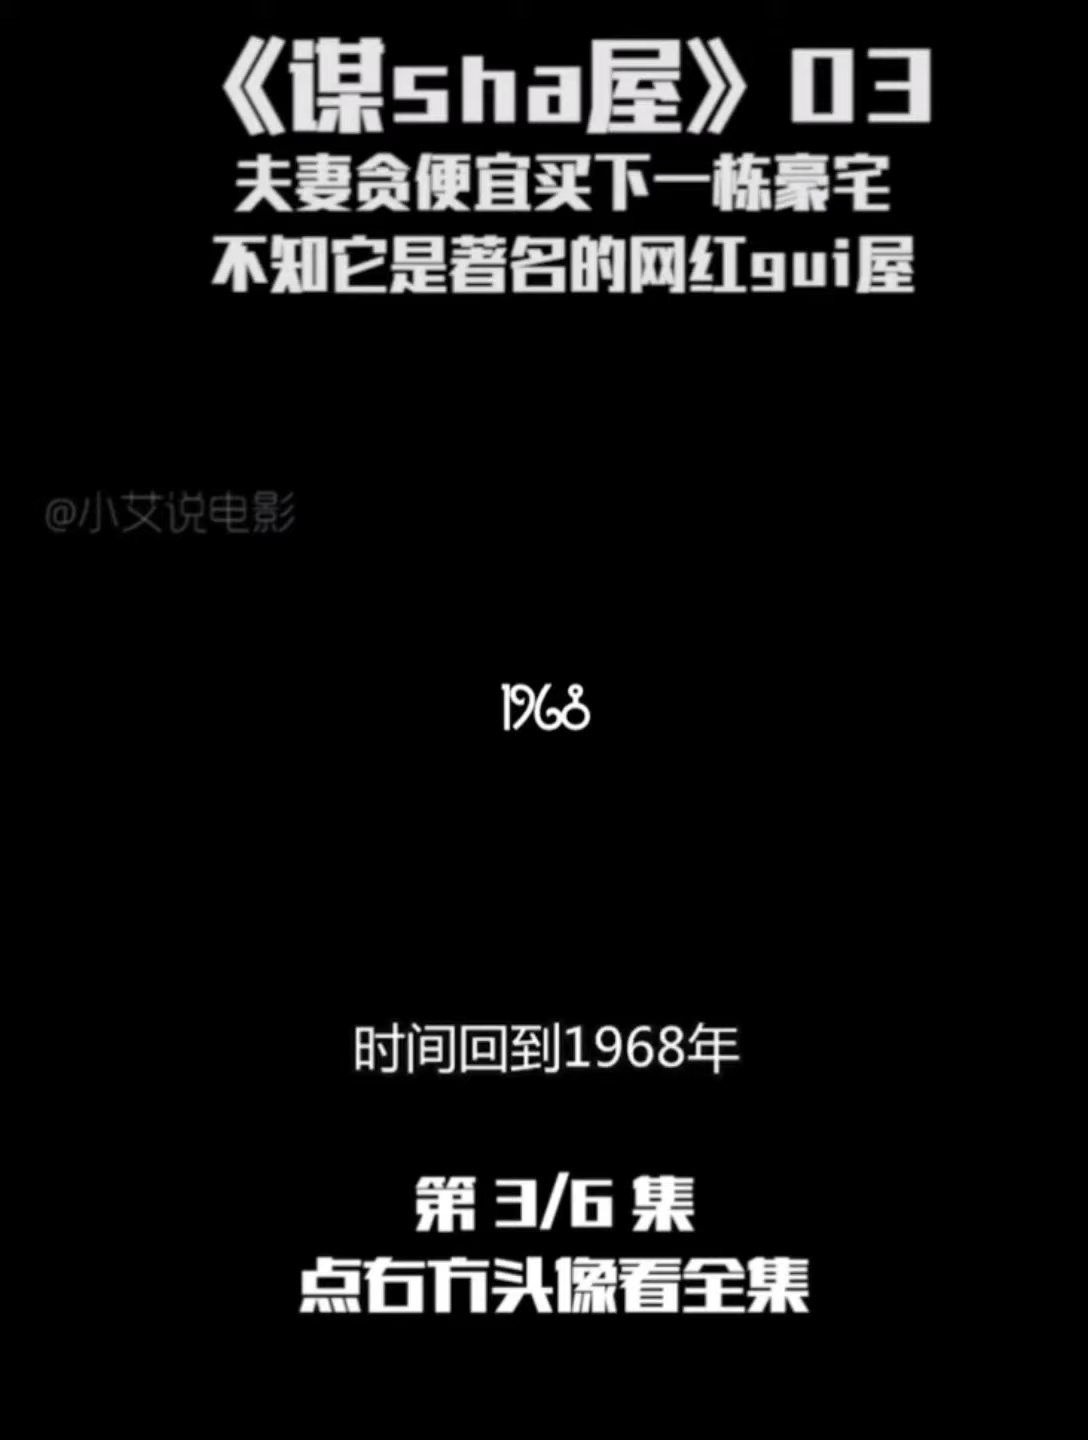 《谋sha屋》03
夫妻贪便宜买下一栋豪宅
不知它是著名的网红gui屋
@小艾说电影
1968
时间回到1968年
第 3/6 集
点右方头像看全集